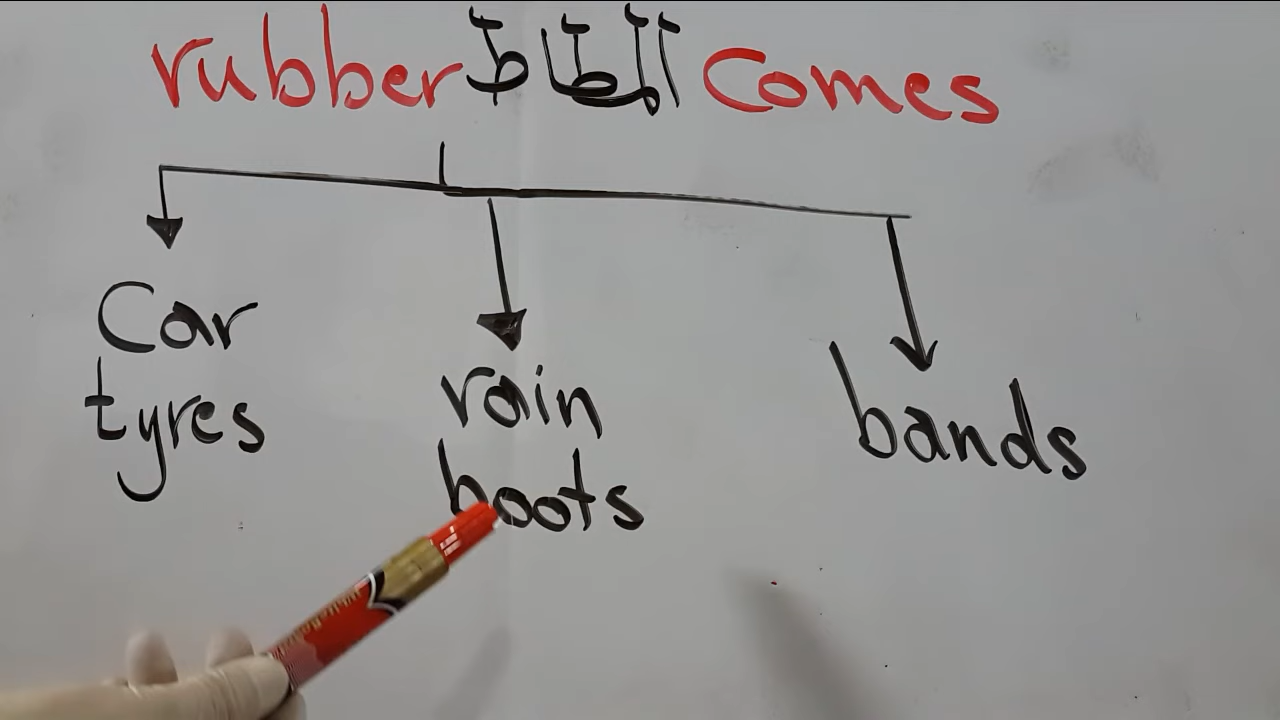 rubber المطاط Comes
Car
tyres
rain
boots
bands